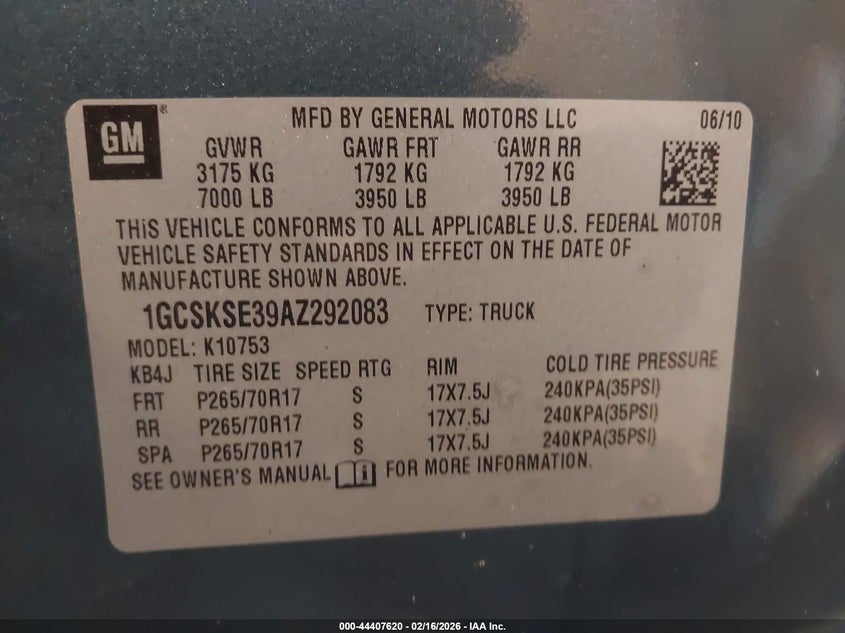 GM® MFD BY GENERAL MOTORS LLC 06/10
GVWR GAWR FRT GAWR RR
3175 KG 1792 KG 1792 KG
7000 LB 3950 LB 3950 LB
THiS VEHICLE CONFORMS TO ALL APPLICABLE U.S. FEDERAL MOTOR
VEHICLE SAFETY STANDARDS IN EFFECT ON THE DATE OF
MANUFACTURE SHOWN ABOVE.
1GCSKSE39AZ292083 TYPE: TRUCK
MODEL: K10753
KB4J TIRE SIZE SPEED RTG RIM COLD TIRE PRESSURE
FRT P265/70R17 S 17X7.5J 240KPA(35PSI)
RR P265/70R17 S 17X7.5J 240KPA(35PSI)
SPA P265/70R17 S 17X7.5J 240KPA(35PSI)
SEE OWNER'S MANUAL i FOR MORE INFORMATION.
000-44407620 - 02/16/2026 - IAA Inc.